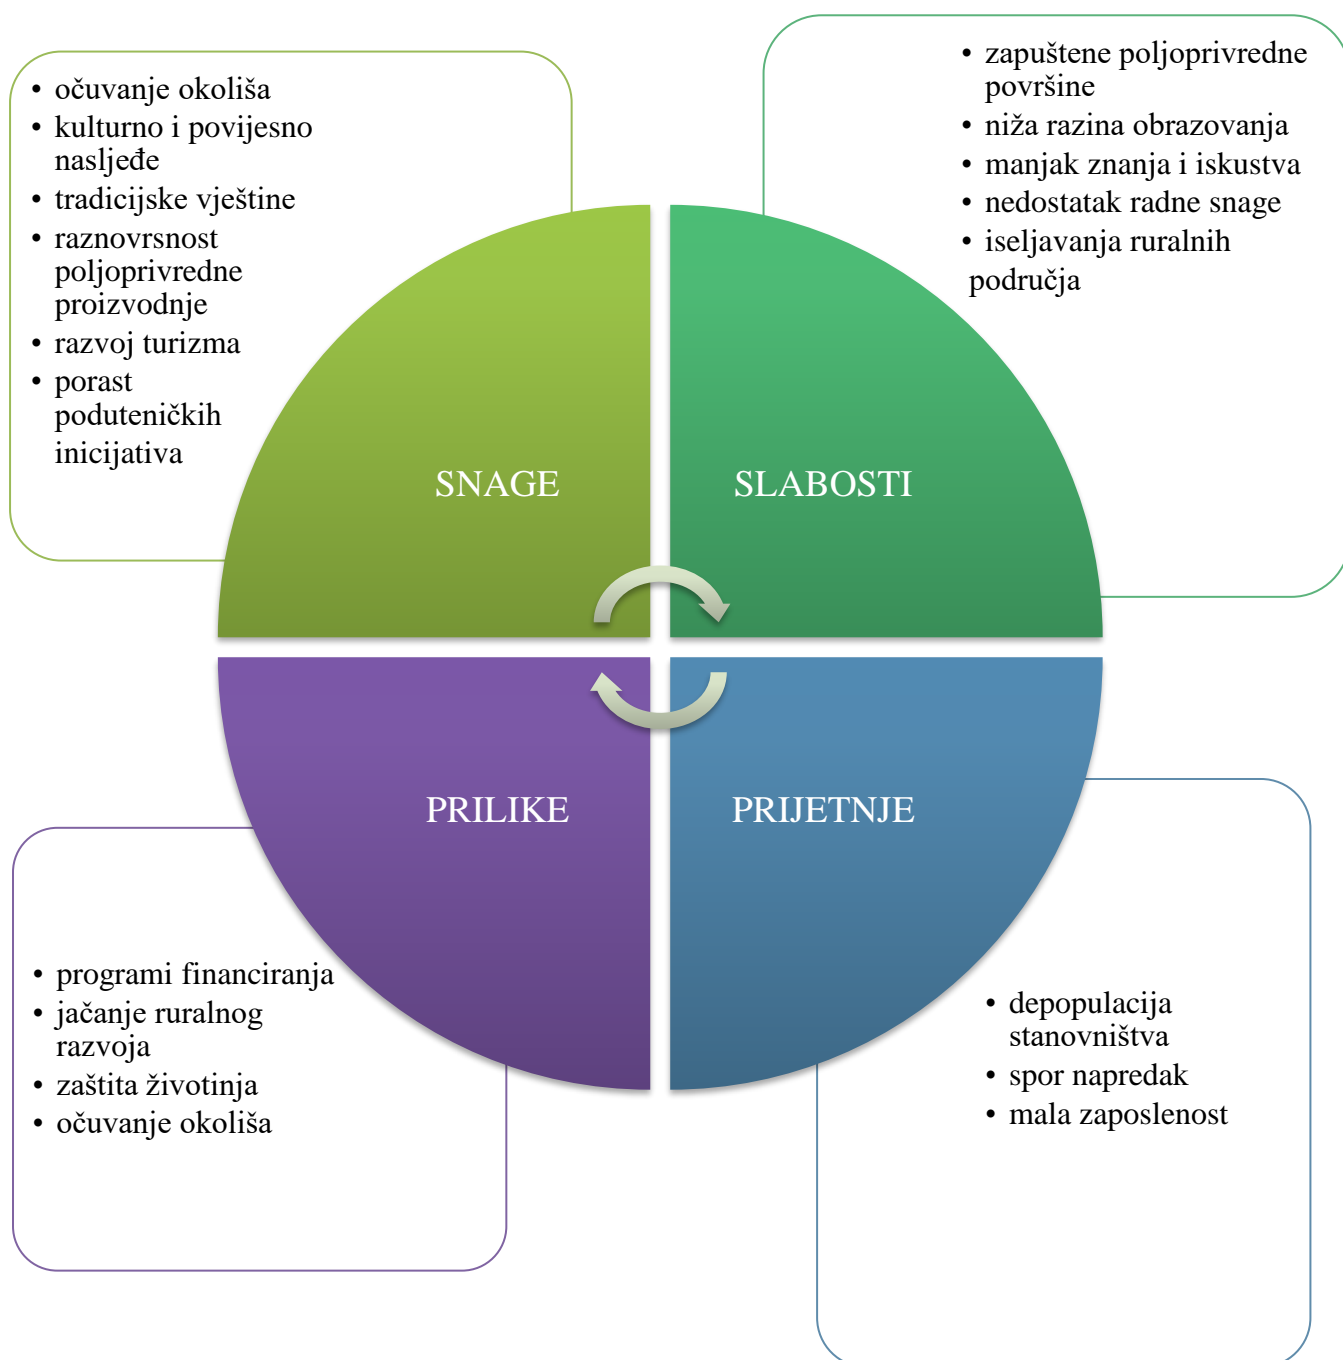 • očuvanje okoliša
• kulturno i povijesno
nasljeđe
• tradicijske vještine
• raznovrsnost
poljoprivredne
proizvodnje
• razvoj turizma
• porast
poduteničkih
inicijativa
• zapuštene poljoprivredne
površine
• niža razina obrazovanja
• manjak znanja i iskustva
• nedostatak radne snage
• iseljavanja ruralnih
područja
SNAGE
SLABOSTI
PRILIKE
PRIJETNJE
• programi financiranja
• jačanje ruralnog
razvoja
• zaštita životinja
• očuvanje okoliša
• depopulacija
stanovništva
• spor napredak
• mala zaposlenost